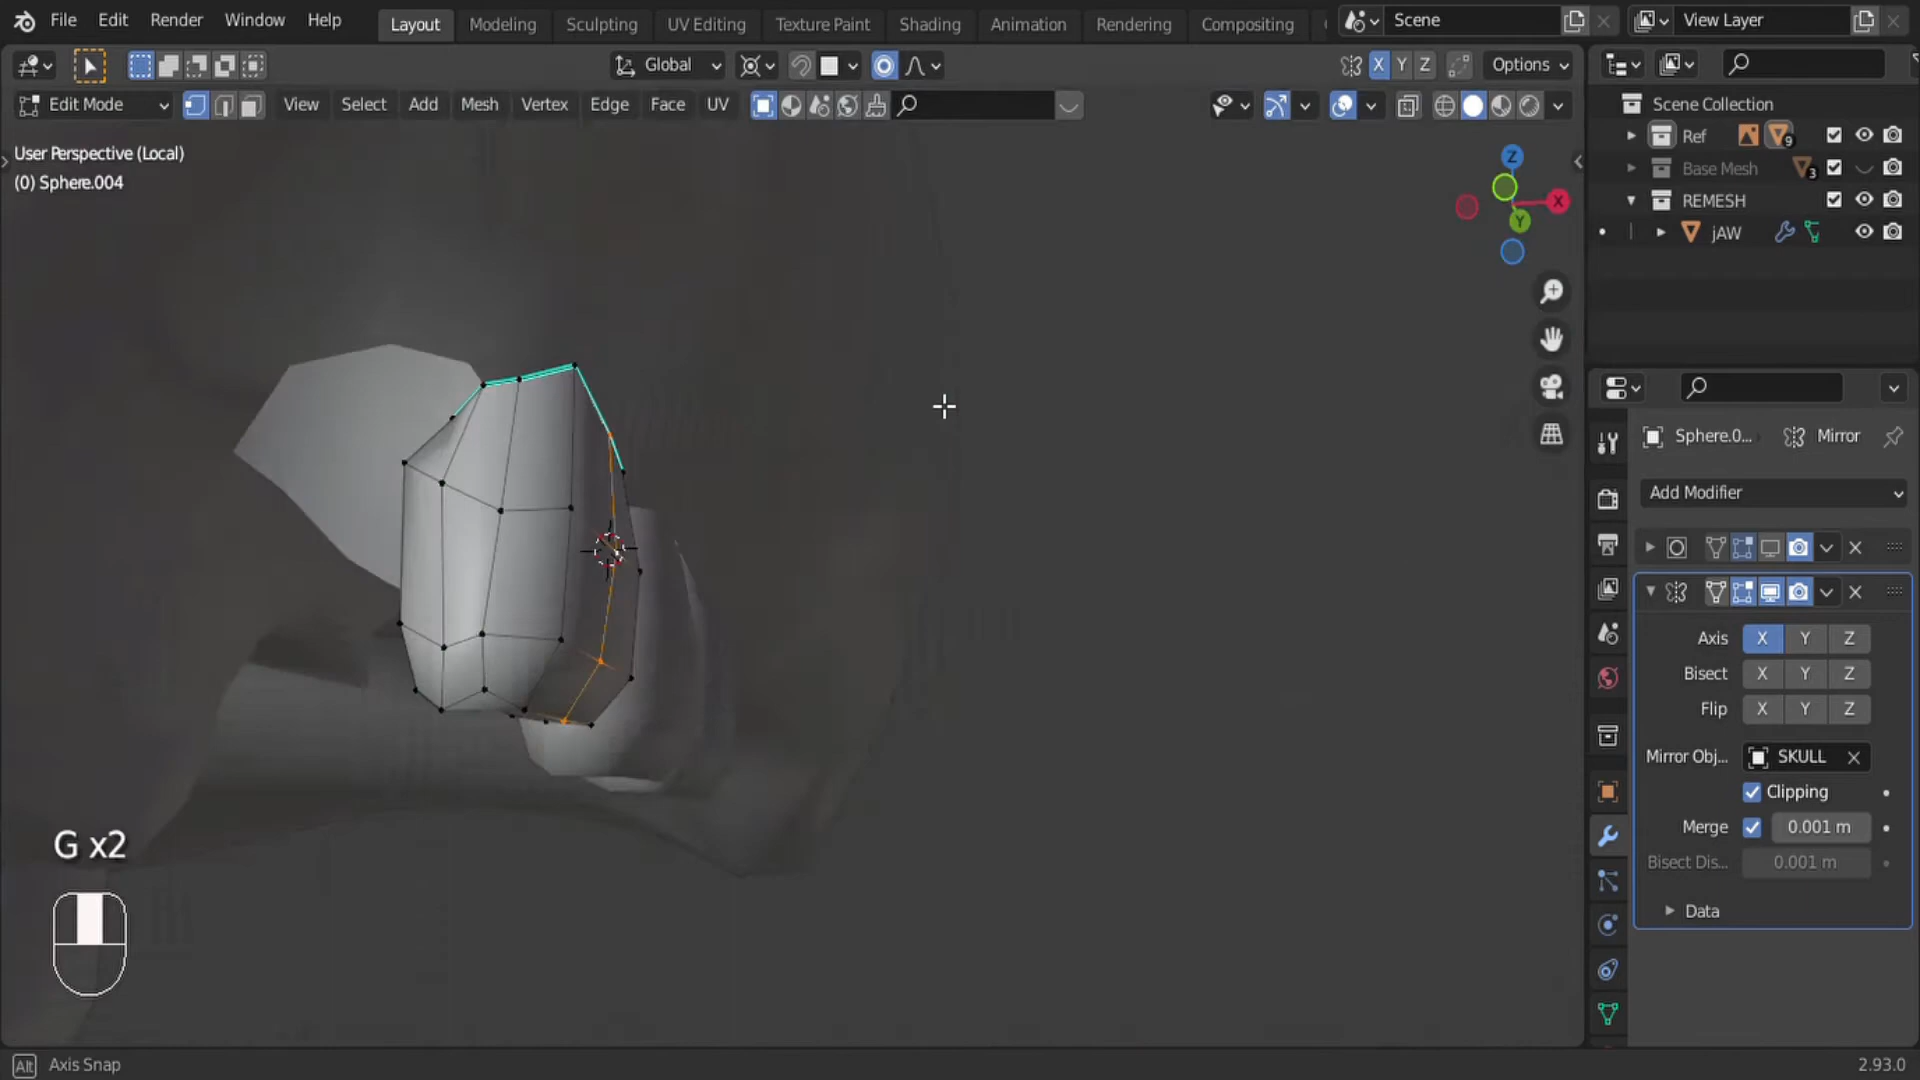 File Edit Render Window Help Layout Modeling Sculpting UV Editing Texture Paint Shading Animation Rendering Compositing Scene View Layer
Global X Y Z Options
Edit Mode View Select Add Mesh Vertex Edge Face UV
Scene Collection
Ref 9
Base Mesh 3
REMESH
jAW
User Perspective (Local)
(0) Sphere.004
Z
X
Y
Sphere.0... Mirror
Add Modifier
Axis X Y Z
Bisect X Y Z
Flip X Y Z
Mirror Obj... SKULL
Clipping
Merge 0.001 m
Bisect Dis... 0.001 m
Data
G x2
Alt Axis Snap 2.93.0